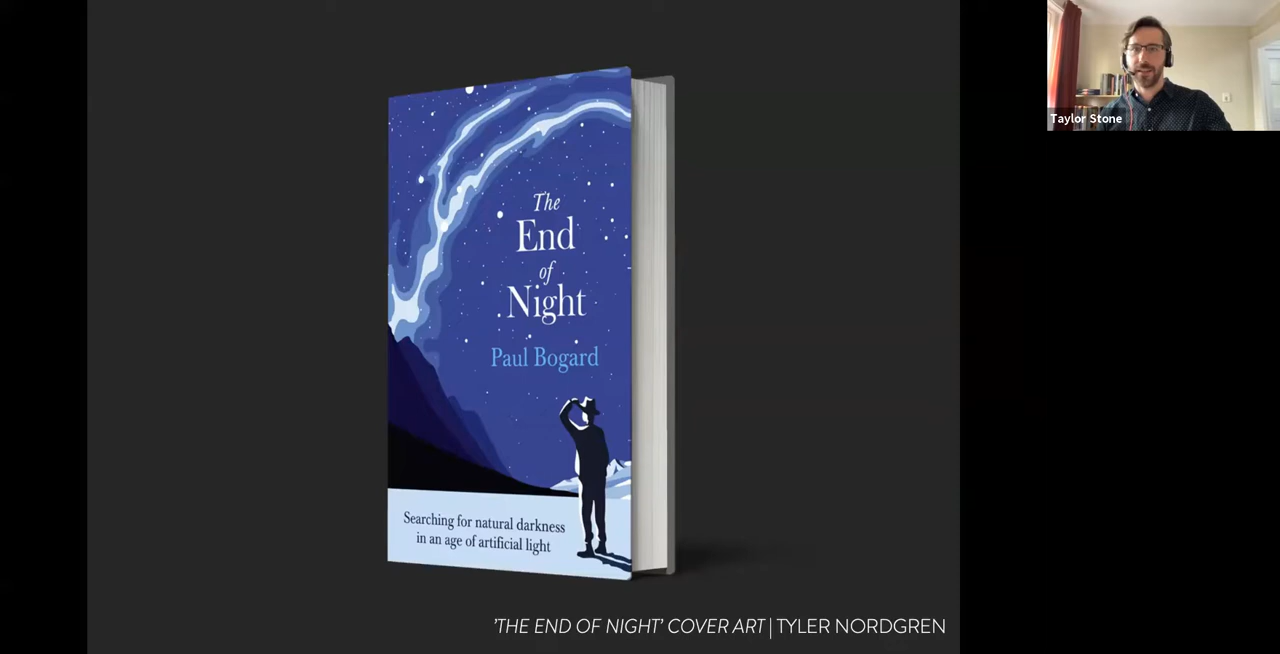 The
End
of
Night
Paul Bogard
Searching for natural darkness
in an age of artificial light
'THE END OF NIGHT' COVER ART | TYLER NORDGREN
Taylor Stone